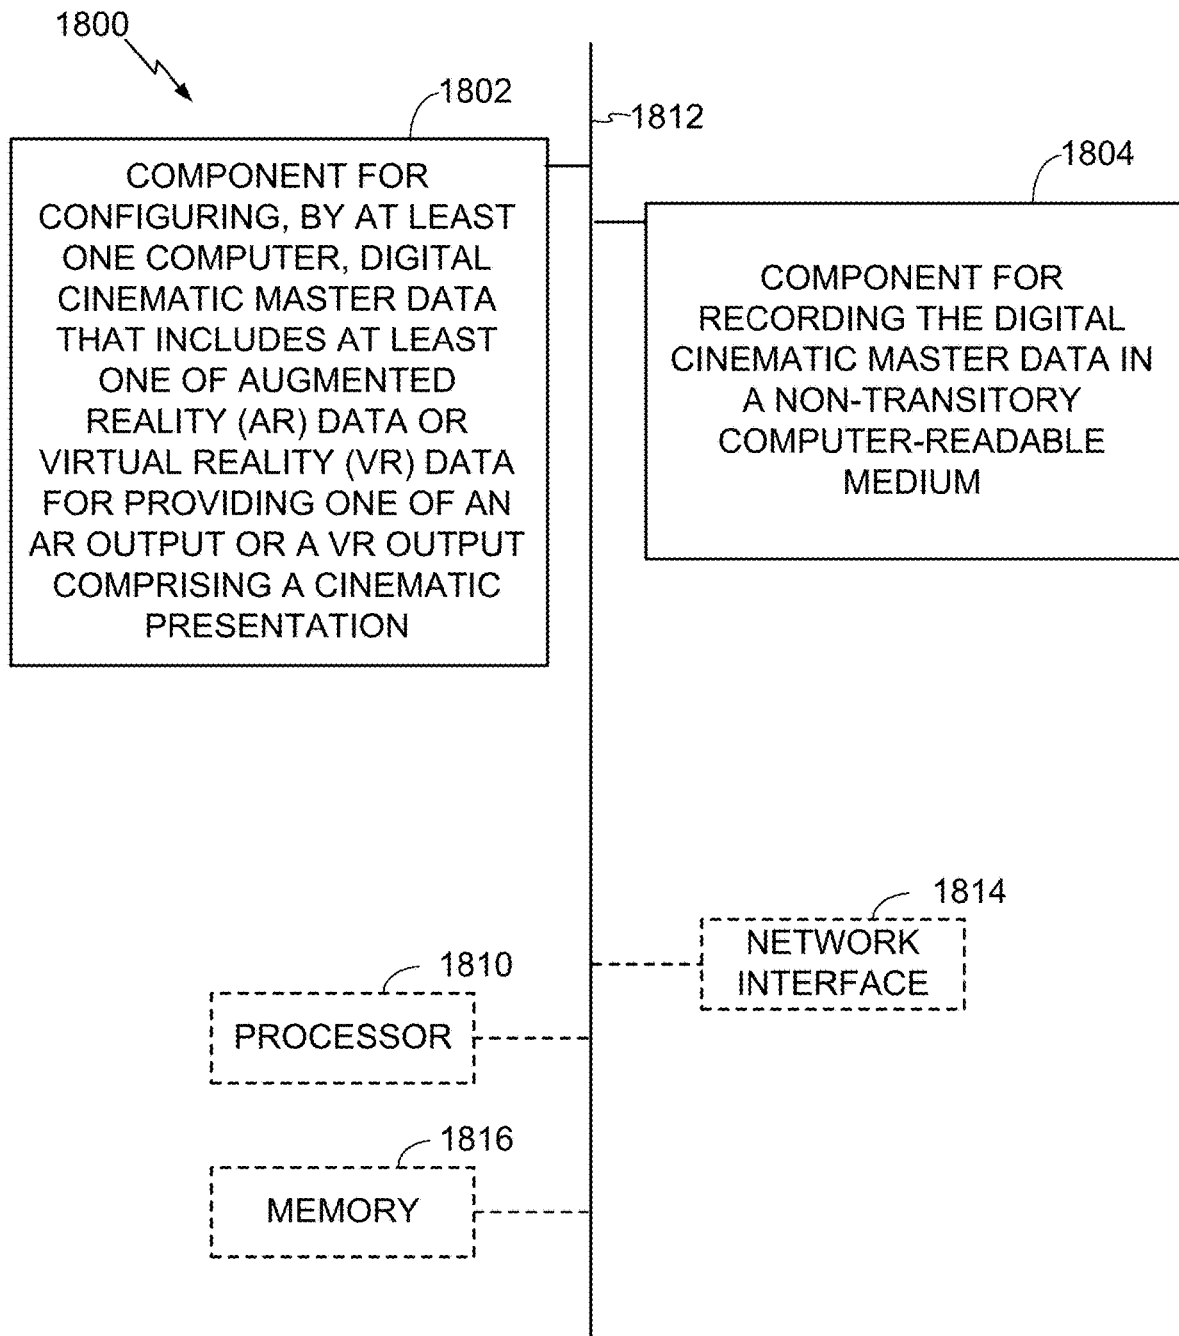 1800
1802
1812
1804
COMPONENT FOR
CONFIGURING, BY AT LEAST
ONE COMPUTER, DIGITAL
CINEMATIC MASTER DATA
THAT INCLUDES AT LEAST
ONE OF AUGMENTED
REALITY (AR) DATA OR
VIRTUAL REALITY (VR) DATA
FOR PROVIDING ONE OF AN
AR OUTPUT OR A VR OUTPUT
COMPRISING A CINEMATIC
PRESENTATION
COMPONENT FOR
RECORDING THE DIGITAL
CINEMATIC MASTER DATA IN
A NON-TRANSITORY
COMPUTER-READABLE
MEDIUM
1814
NETWORK
INTERFACE
1810
PROCESSOR
1816
MEMORY